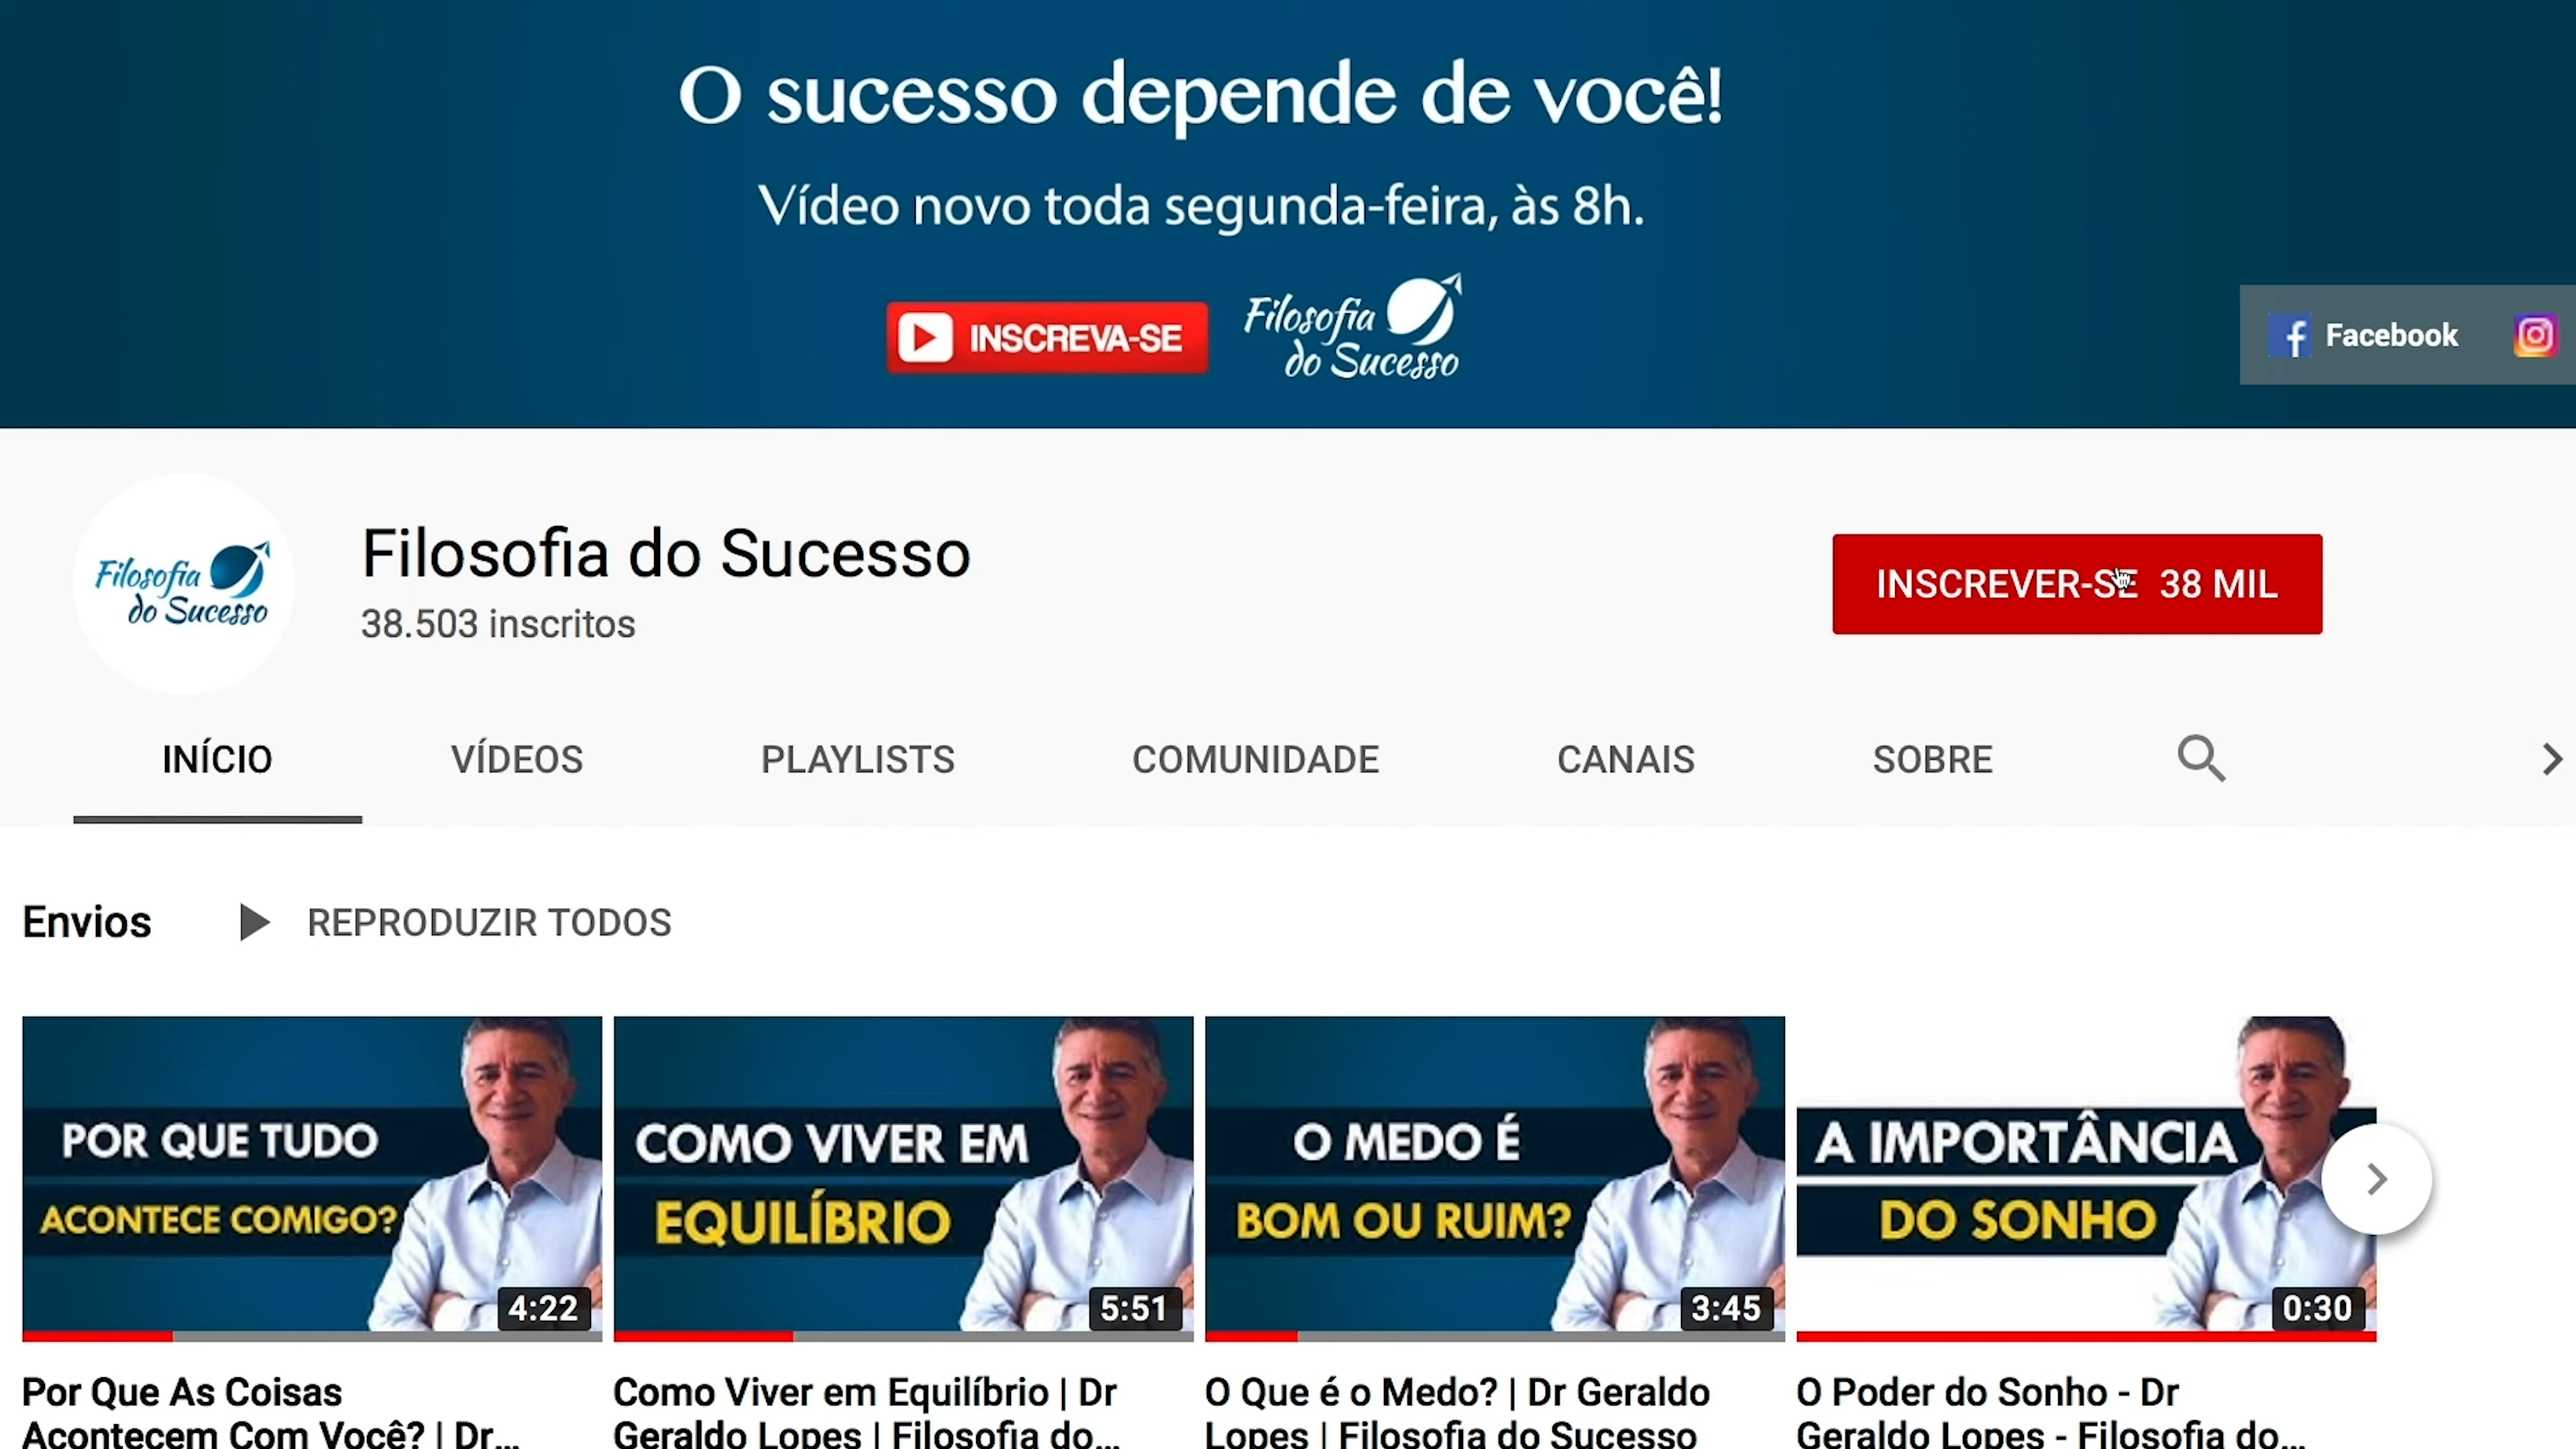 O sucesso depende de você!
Vídeo novo toda segunda-feira, às 8h.
INSCREVA-SE
Filosofia
do Sucesso
Facebook
Filosofia
do Sucesso
Filosofia do Sucesso
38.503 inscritos
INSCREVER-SE 38 MIL
INÍCIO VÍDEOS PLAYLISTS COMUNIDADE CANAIS SOBRE
Envios REPRODUZIR TODOS
POR QUE TUDO
ACONTECE COMIGO?
4:22
COMO VIVER EM
EQUILÍBRIO
5:51
O MEDO É
BOM OU RUIM?
3:45
A IMPORTÂNCIA
DO SONHO
0:30
Por Que As Coisas
Acontecem Com Você? | Dr...
Como Viver em Equilíbrio | Dr
Geraldo Lopes | Filosofia do...
O Que é o Medo? | Dr Geraldo
Lopes | Filosofia do Sucesso
O Poder do Sonho - Dr
Geraldo Lopes - Filosofia do...